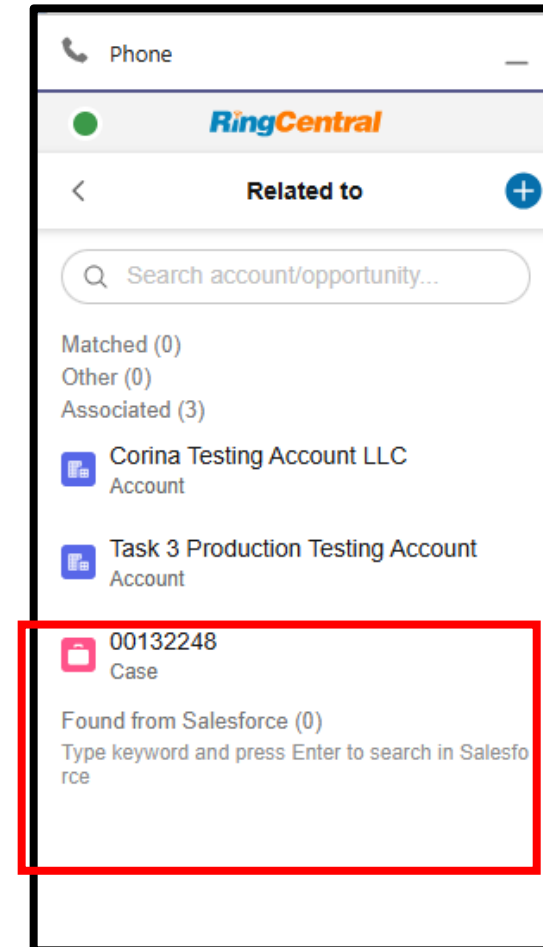 Phone
RingCentral
Related to
Search account/opportunity...
Matched (0)
Other (0)
Associated (3)
Corina Testing Account LLC
Account
Task 3 Production Testing Account
Account
00132248
Case
Found from Salesforce (0)
Type keyword and press Enter to search in Salesfo
rce